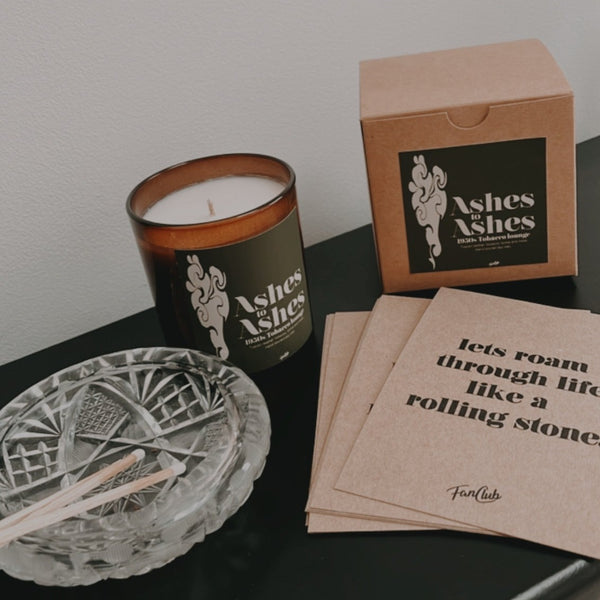 Ashes
to
Ashes
1950s Tobacco lounge
Ashes
to
Ashes
1950s Tobacco lounge
lets roam
through life
like a
rolling stone
FanClub